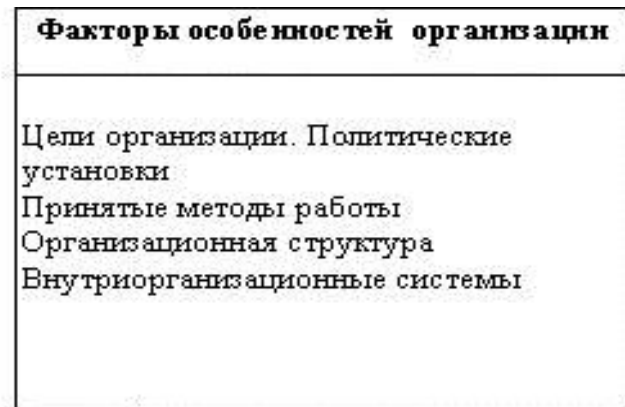 Факторы особенностей организации
Цели организации. Политические
установки
Принятые методы работы
Организационная структура
Внутриорганизационные системы